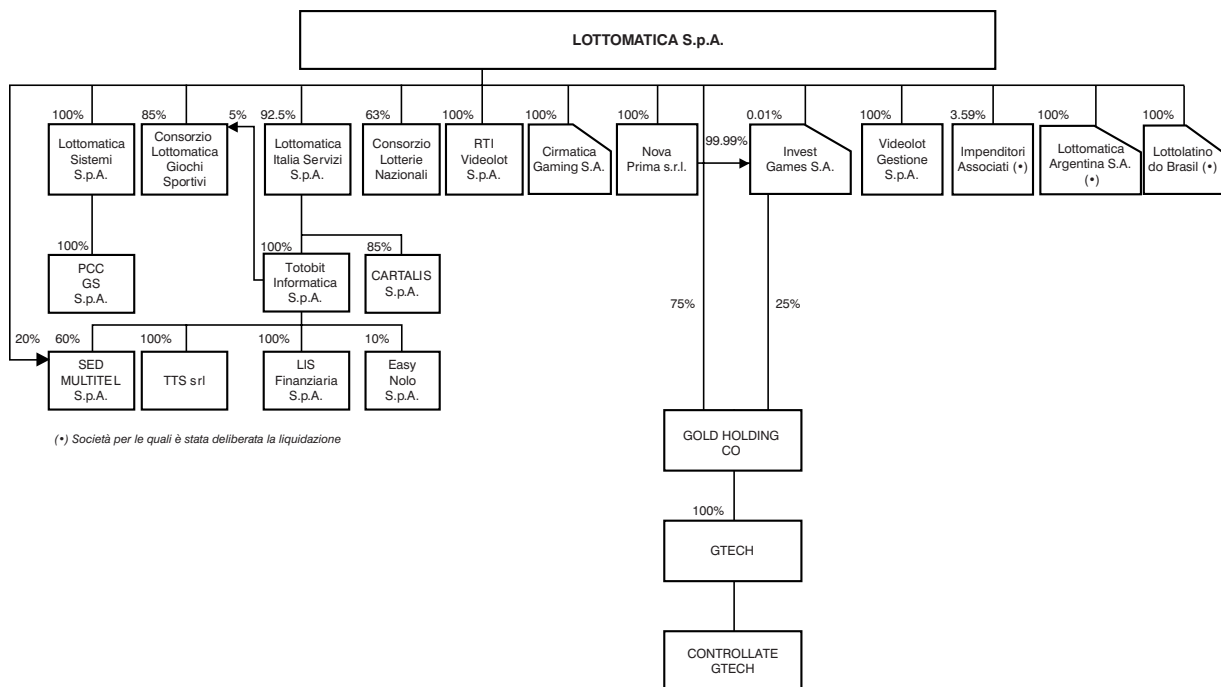 LOTTOMATICA S.p.A.
100%
85%
5%
92.5%
63%
100%
100%
100%
99.99%
0.01%
100%
3.59%
100%
100%
Lottomatica
Sistemi
S.p.A.
Consorzio
Lottomatica
Giochi
Sportivi
Lottomatica
Italia Servizi
S.p.A.
Consorzio
Lotterie
Nazionali
RTI
Videolot
S.p.A.
Cirmatica
Gaming S.A.
Nova
Prima s.r.l.
Invest
Games S.A.
Videolot
Gestione
S.p.A.
Impenditori
Associati (•)
Lottomatica
Argentina S.A.
(•)
Lottolatino
do Brasil (•)
100%
100%
85%
PCC
GS
S.p.A.
Totobit
Informatica
S.p.A.
CARTALIS
S.p.A.
75%
25%
20%
60%
100%
100%
10%
SED
MULTITEL
S.p.A.
TTS srl
LIS
Finanziaria
S.p.A.
Easy
Nolo
S.p.A.
(•) Società per le quali è stata deliberata la liquidazione
GOLD HOLDING
CO
100%
GTECH
CONTROLLATE
GTECH